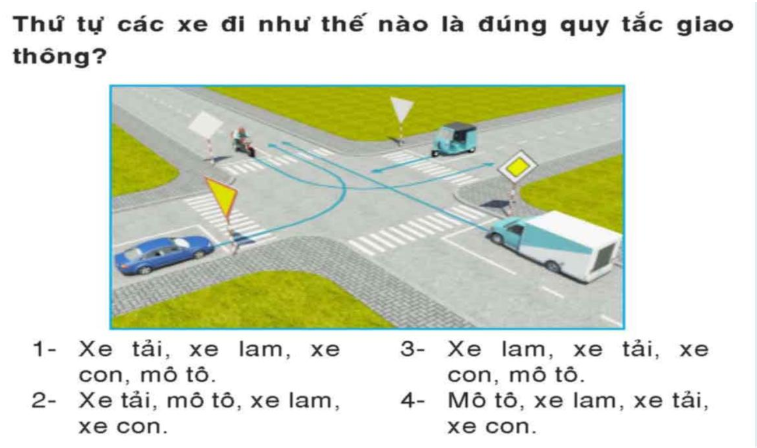 Thứ tự các xe đi như thế nào là đúng quy tắc giao
thông?
1- Xe tải, xe lam, xe
con, mô tô.
2- Xe tải, mô tô, xe lam,
xe con.
3- Xe lam, xe tải, xe
con, mô tô.
4- Mô tô, xe lam, xe tải,
xe con.